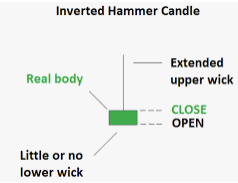 Inverted Hammer Candle
Extended
upper wick
Real body
CLOSE
OPEN
Little or no
lower wick